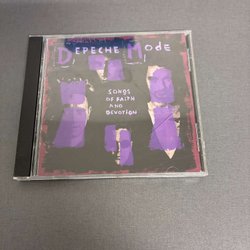 DEPECHE MODE
SONGS
OF FAITH
AND
DEVOTION